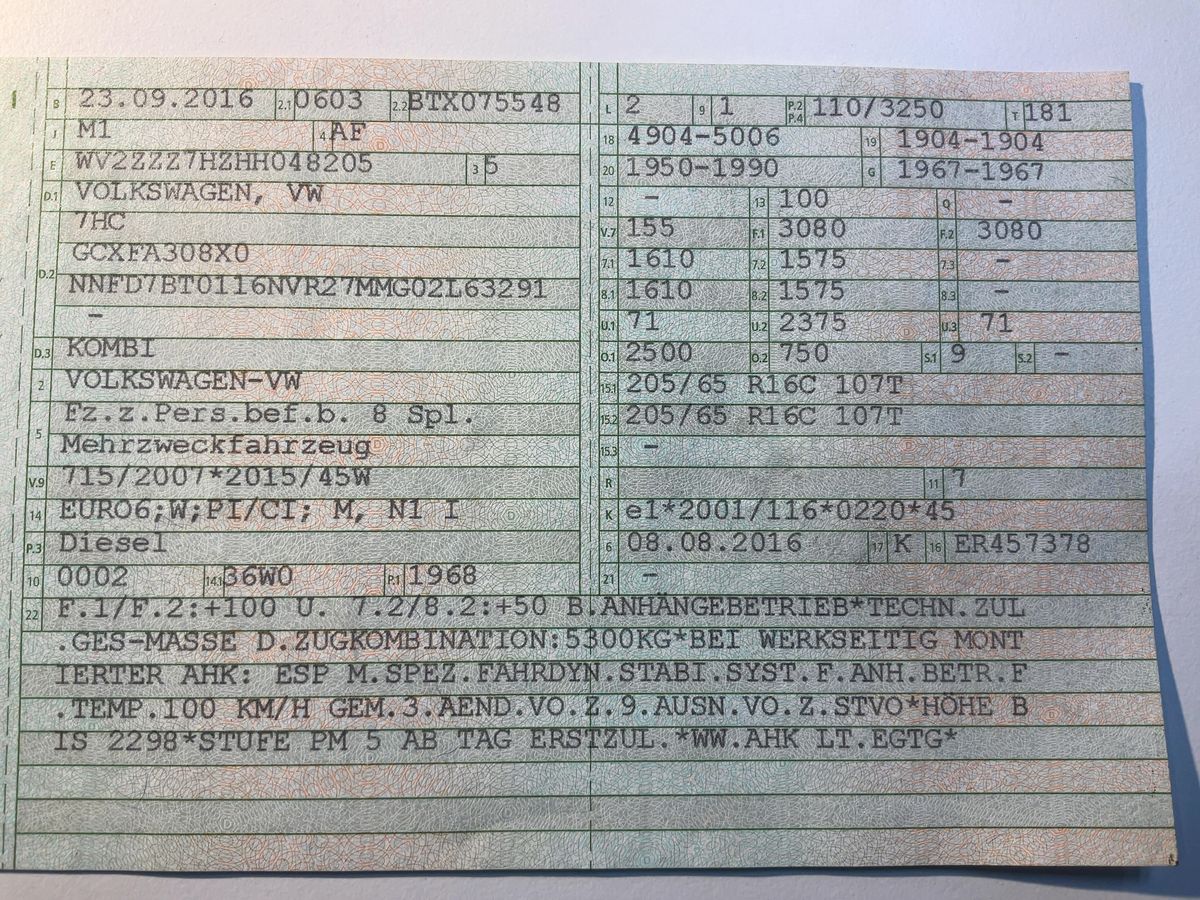 B 23.09.2016 2.1 0603 2.2 BTX075548
J M1 4 AF
E WV2ZZZ7HZHH048205 3 5
D.1 VOLKSWAGEN, VW
7HC
D.2 GCXFA308X0
NNFD7BT0116NVR27MMG02L63291
–
D.3 KOMBI
2 VOLKSWAGEN-VW
5 Fz.z.Pers.bef.b. 8 Spl.
Mehrzweckfahrzeug
V.9 715/2007*2015/45W
14 EURO6;W;PI/CI; M, N1 I
P.3 Diesel
10 0002 14.1 36W0 P.1 1968
L 2 9 1 P.2 P.4 110/3250 T 181
18 4904-5006 19 1904-1904
20 1950-1990 G 1967-1967
12 – 13 100 Q –
V.7 155 F.1 3080 F.2 3080
7.1 1610 7.2 1575 7.3 –
8.1 1610 8.2 1575 8.3 –
U.1 71 U.2 2375 U.3 71
O.1 2500 O.2 750 S.1 9 S.2 –
15.1 205/65 R16C 107T
15.2 205/65 R16C 107T
15.3 –
R 11 7
K e1*2001/116*0220*45
6 08.08.2016 17 K 16 ER457378
21 –
22 F.1/F.2:+100 U. 7.2/8.2:+50 B.ANHÄNGEBETRIEB*TECHN.ZUL
.GES-MASSE D.ZUGKOMBINATION:5300KG*BEI WERKSEITIG MONT
IERTER AHK: ESP M.SPEZ.FAHRDYN.STABI.SYST.F.ANH.BETR.F
.TEMP.100 KM/H GEM.3.AEND.VO.Z.9.AUSN.VO.Z.STVO*HÖHE B
IS 2298*STUFE PM 5 AB TAG ERSTZUL.*WW.AHK LT.EGTG*